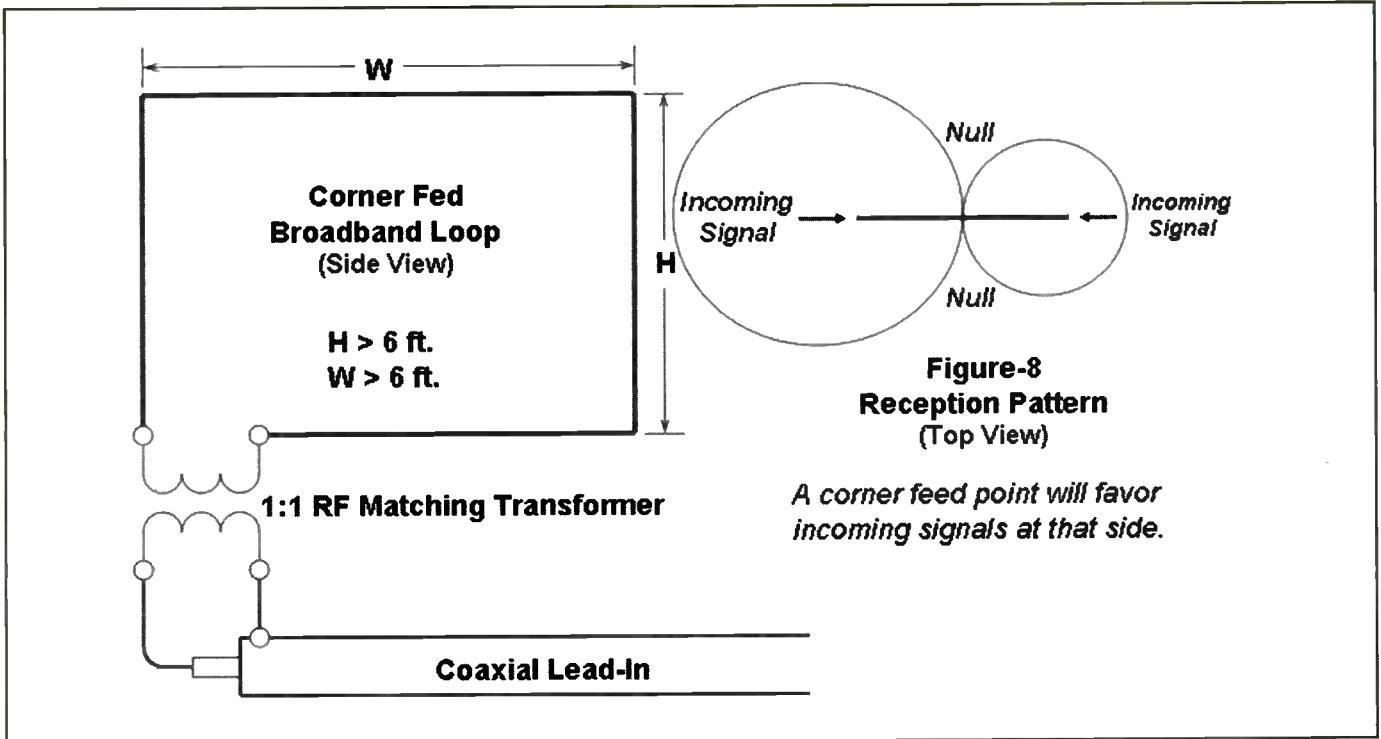 W
Corner Fed
Broadband Loop
(Side View)
H > 6 ft.
W > 6 ft.
H
1:1 RF Matching Transformer
Coaxial Lead-In
Null
Incoming
Signal
Incoming
Signal
Null
Figure-8
Reception Pattern
(Top View)
A corner feed point will favor
incoming signals at that side.